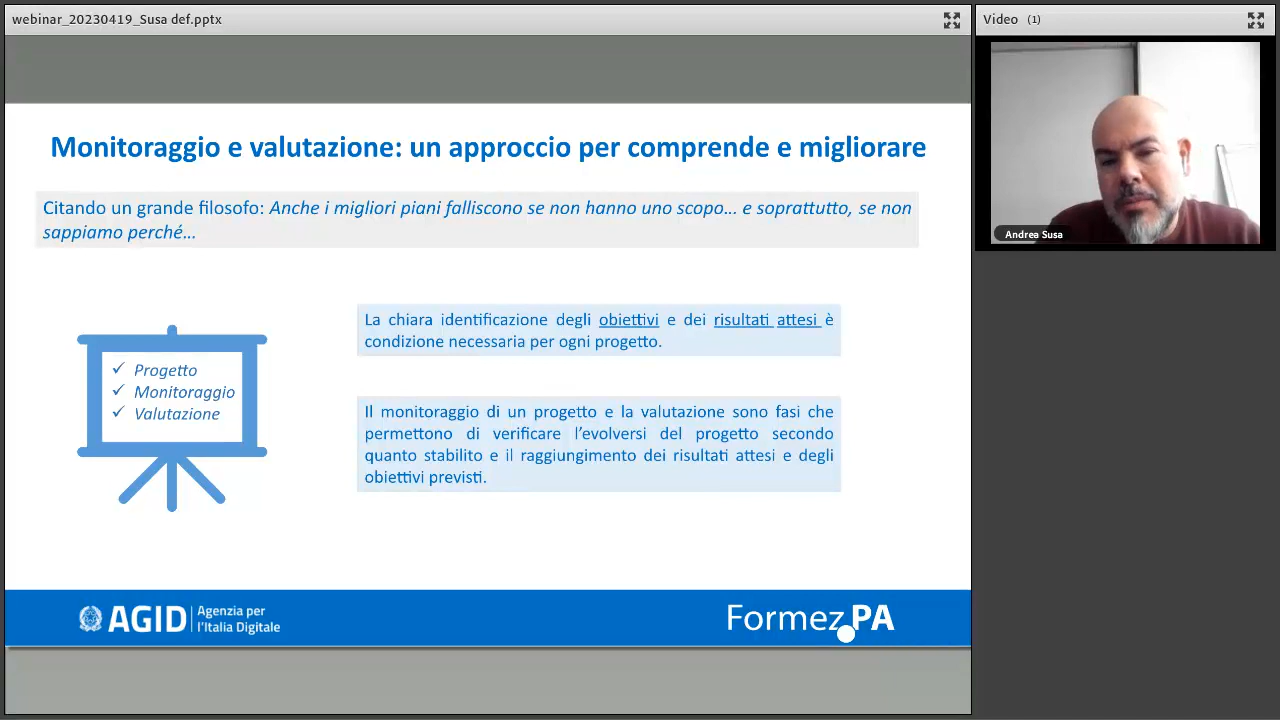 webinar_20230419_Susa def.pptx
Video (1)
Andrea Susa
Monitoraggio e valutazione: un approccio per comprende e migliorare
Citando un grande filosofo: Anche i migliori piani falliscono se non hanno uno scopo... e soprattutto, se non
sappiamo perché...
✓ Progetto
✓ Monitoraggio
✓ Valutazione
La chiara identificazione degli obiettivi e dei risultati attesi è
condizione necessaria per ogni progetto.
Il monitoraggio di un progetto e la valutazione sono fasi che
permettono di verificare l'evolversi del progetto secondo
quanto stabilito e il raggiungimento dei risultati attesi e degli
obiettivi previsti.
AGID Agenzia per
l'Italia Digitale
Formez PA